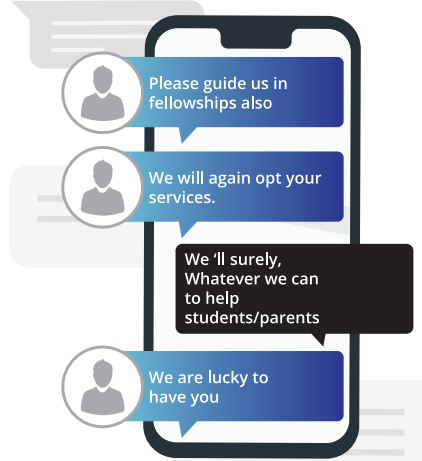 Please guide us in
fellowships also
We will again opt your
services.
We ‘ll surely,
Whatever we can
to help
students/parents
We are lucky to
have you